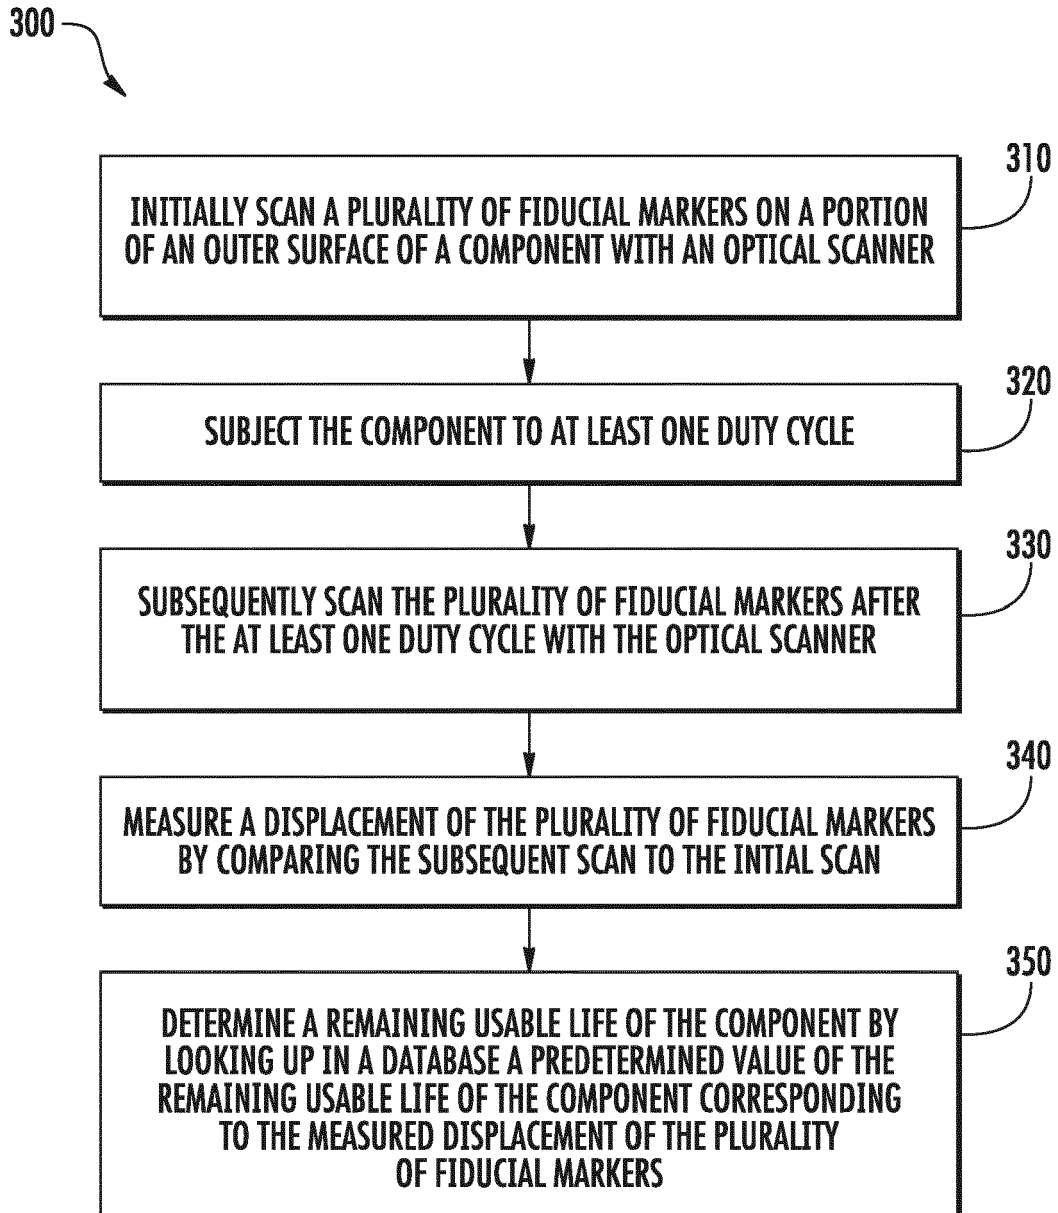 300
310
INITIALLY SCAN A PLURALITY OF FIDUCIAL MARKERS ON A PORTION
OF AN OUTER SURFACE OF A COMPONENT WITH AN OPTICAL SCANNER
320
SUBJECT THE COMPONENT TO AT LEAST ONE DUTY CYCLE
330
SUBSEQUENTLY SCAN THE PLURALITY OF FIDUCIAL MARKERS AFTER
THE AT LEAST ONE DUTY CYCLE WITH THE OPTICAL SCANNER
340
MEASURE A DISPLACEMENT OF THE PLURALITY OF FIDUCIAL MARKERS
BY COMPARING THE SUBSEQUENT SCAN TO THE INTIAL SCAN
350
DETERMINE A REMAINING USABLE LIFE OF THE COMPONENT BY
LOOKING UP IN A DATABASE A PREDETERMINED VALUE OF THE
REMAINING USABLE LIFE OF THE COMPONENT CORRESPONDING
TO THE MEASURED DISPLACEMENT OF THE PLURALITY
OF FIDUCIAL MARKERS